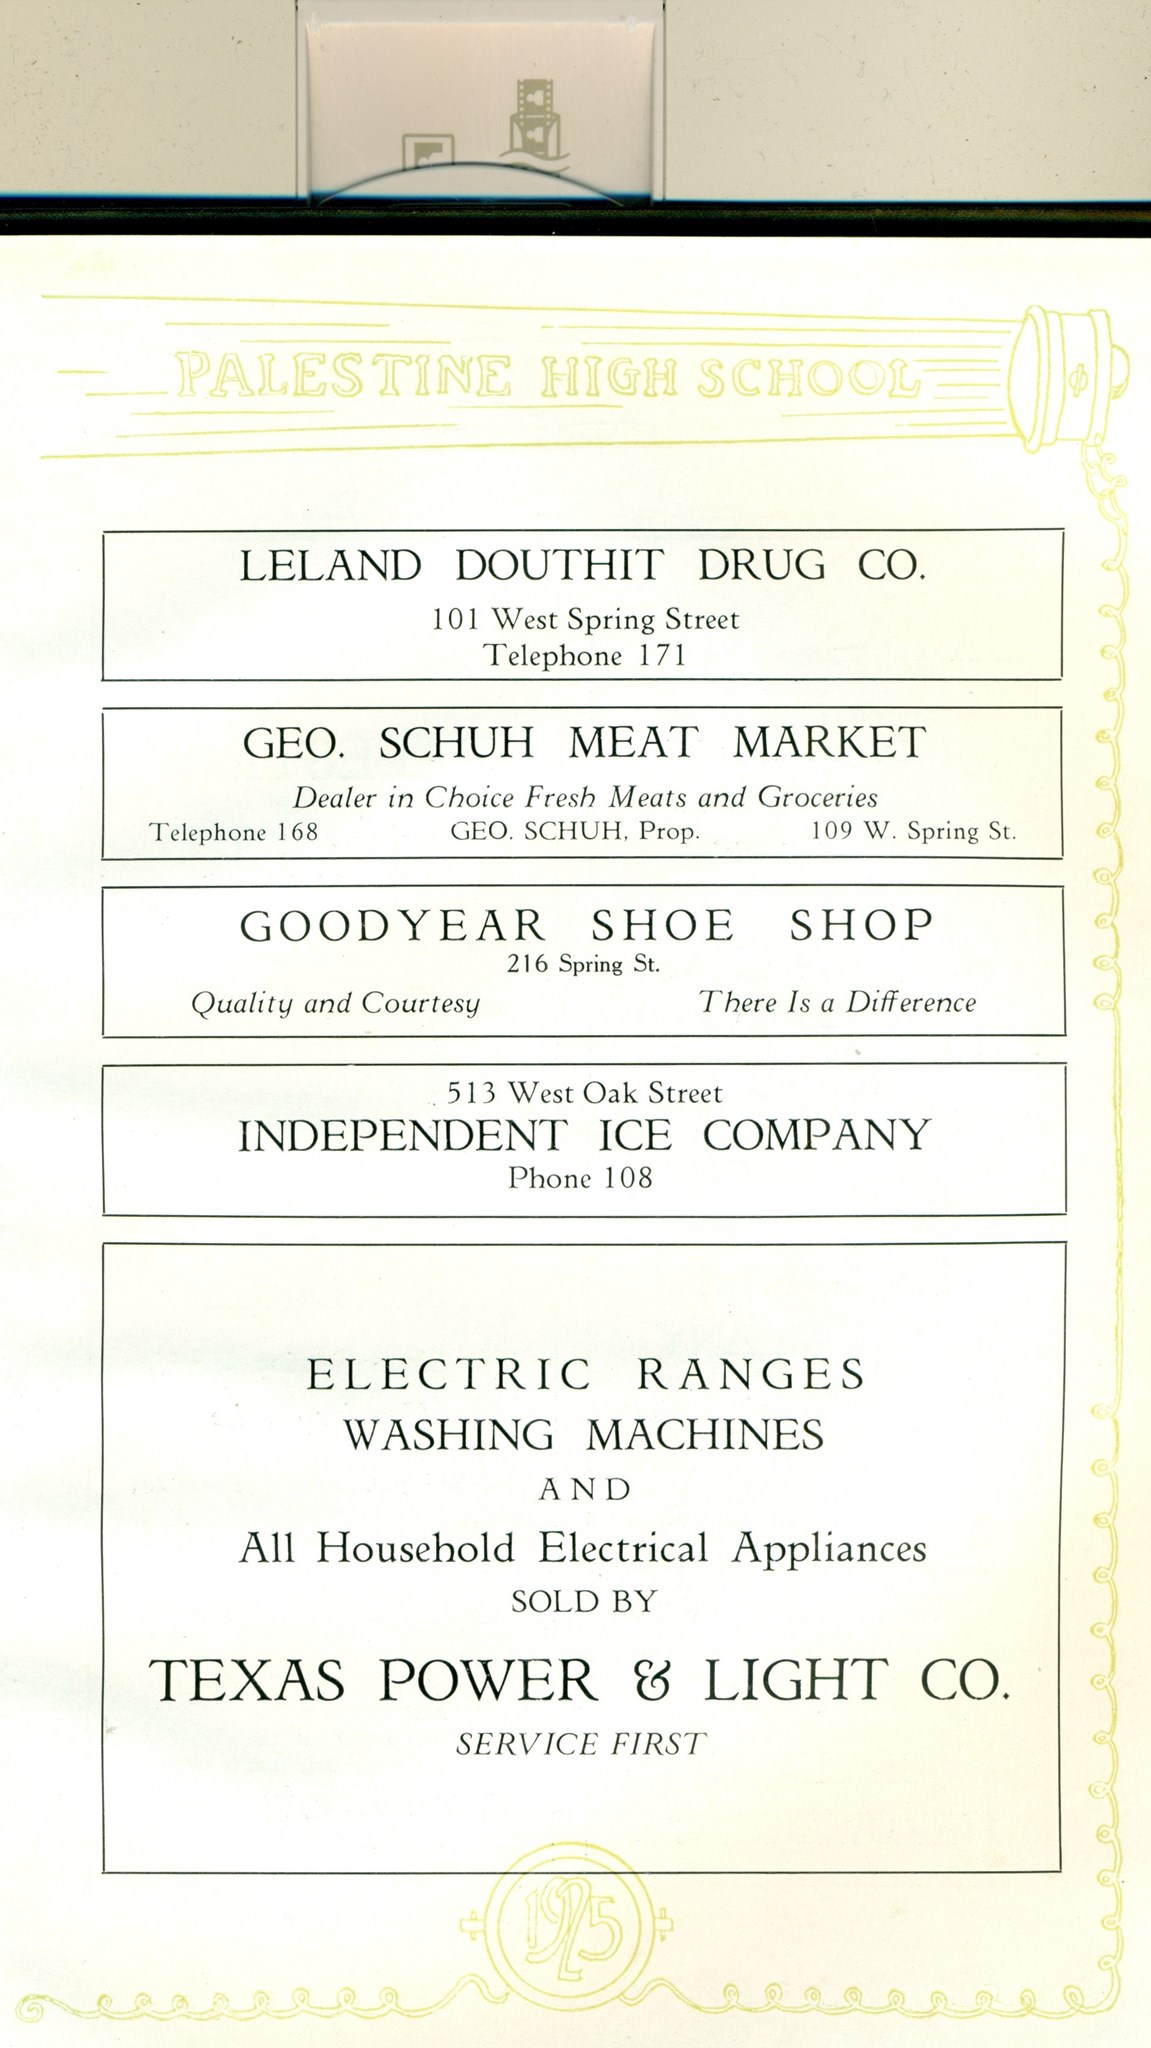 PALESTINE HIGH SCHOOL
LELAND DOUTHIT DRUG CO.
101 West Spring Street
Telephone 171
GEO. SCHUH MEAT MARKET
Dealer in Choice Fresh Meats and Groceries
Telephone 168 GEO. SCHUH, Prop. 109 W. Spring St.
GOODYEAR SHOE SHOP
216 Spring St.
Quality and Courtesy There Is a Difference
513 West Oak Street
INDEPENDENT ICE COMPANY
Phone 108
ELECTRIC RANGES
WASHING MACHINES
AND
All Household Electrical Appliances
SOLD BY
TEXAS POWER & LIGHT CO.
SERVICE FIRST
1925